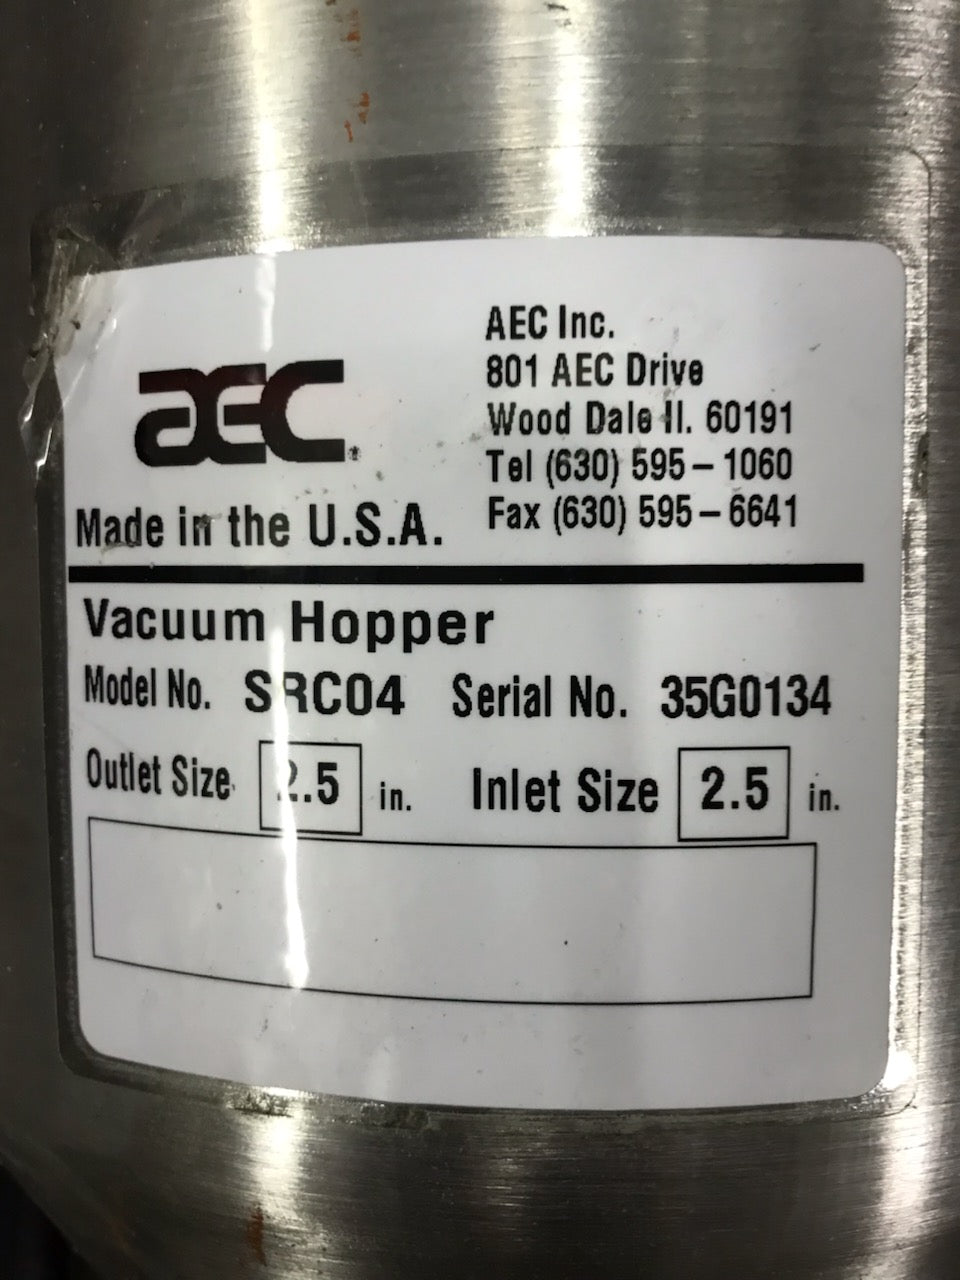 AEC
Made in the U.S.A.
AEC Inc.
801 AEC Drive
Wood Dale Il. 60191
Tel (630) 595-1060
Fax (630) 595-6641
Vacuum Hopper
Model No. SRC04 Serial No. 35G0134
Outlet Size 2.5 in. Inlet Size 2.5 in.